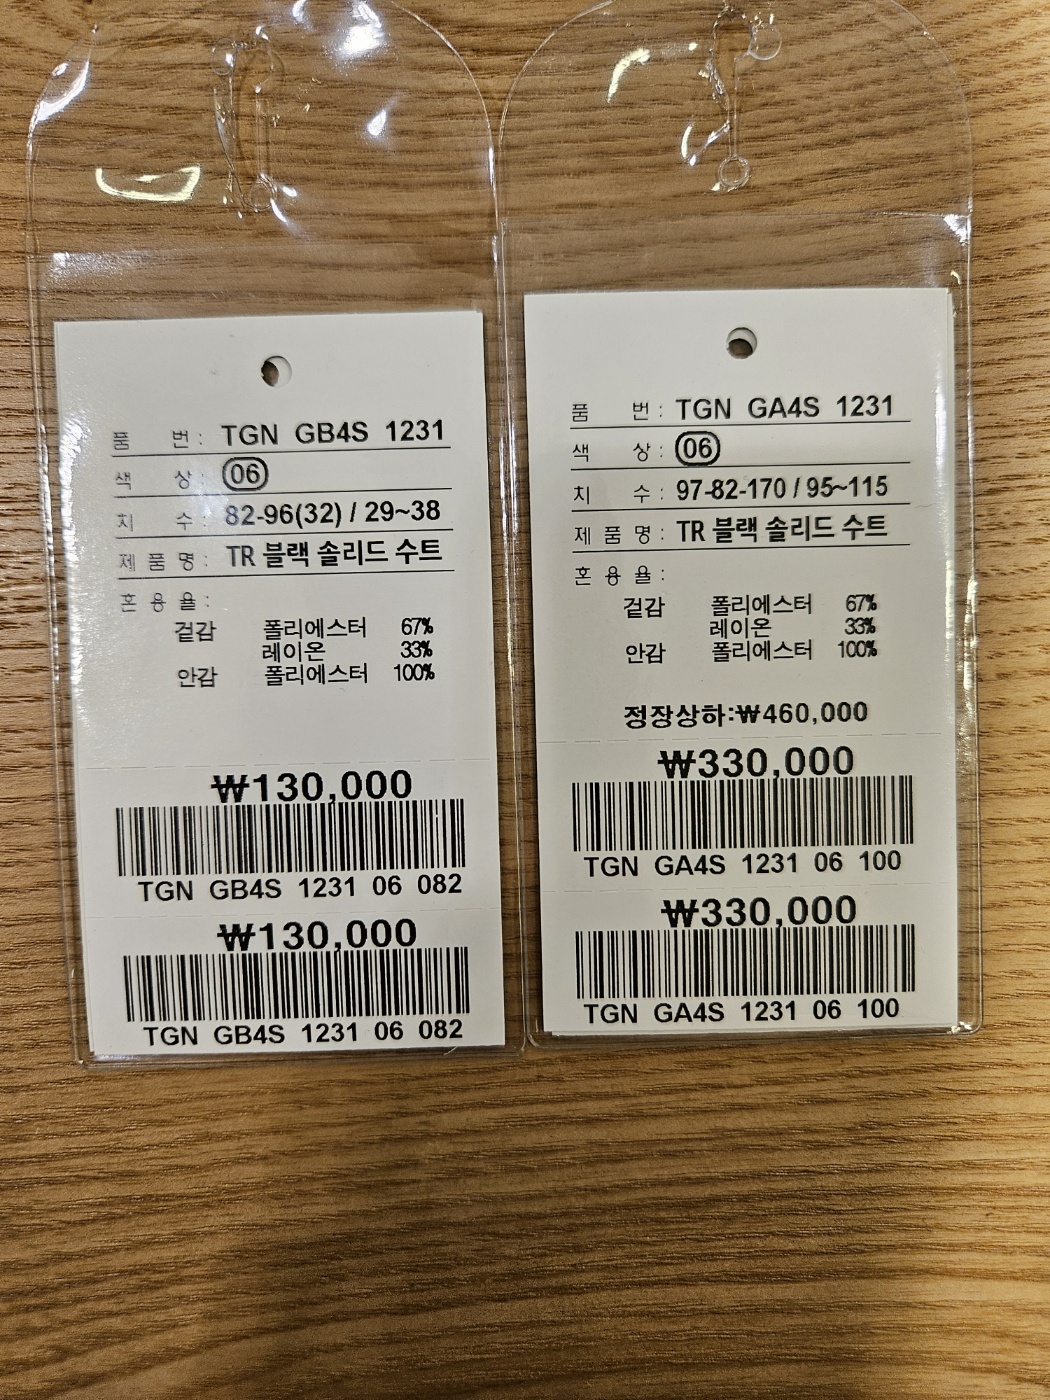 품 번 : TGN GB4S 1231
색 상 : 06
치 수 : 82-96(32) / 29~38
제 품 명 : TR 블랙 솔리드 수트
혼 용 율 :
겉감 폴리에스터 67%
레이온 33%
안감 폴리에스터 100%
₩130,000
TGN GB4S 1231 06 082
₩130,000
TGN GB4S 1231 06 082
품 번 : TGN GA4S 1231
색 상 : 06
치 수 : 97-82-170 / 95~115
제 품 명 : TR 블랙 솔리드 수트
혼 용 율 :
겉감 폴리에스터 67%
레이온 33%
안감 폴리에스터 100%
정장상하:₩460,000
₩330,000
TGN GA4S 1231 06 100
₩330,000
TGN GA4S 1231 06 100